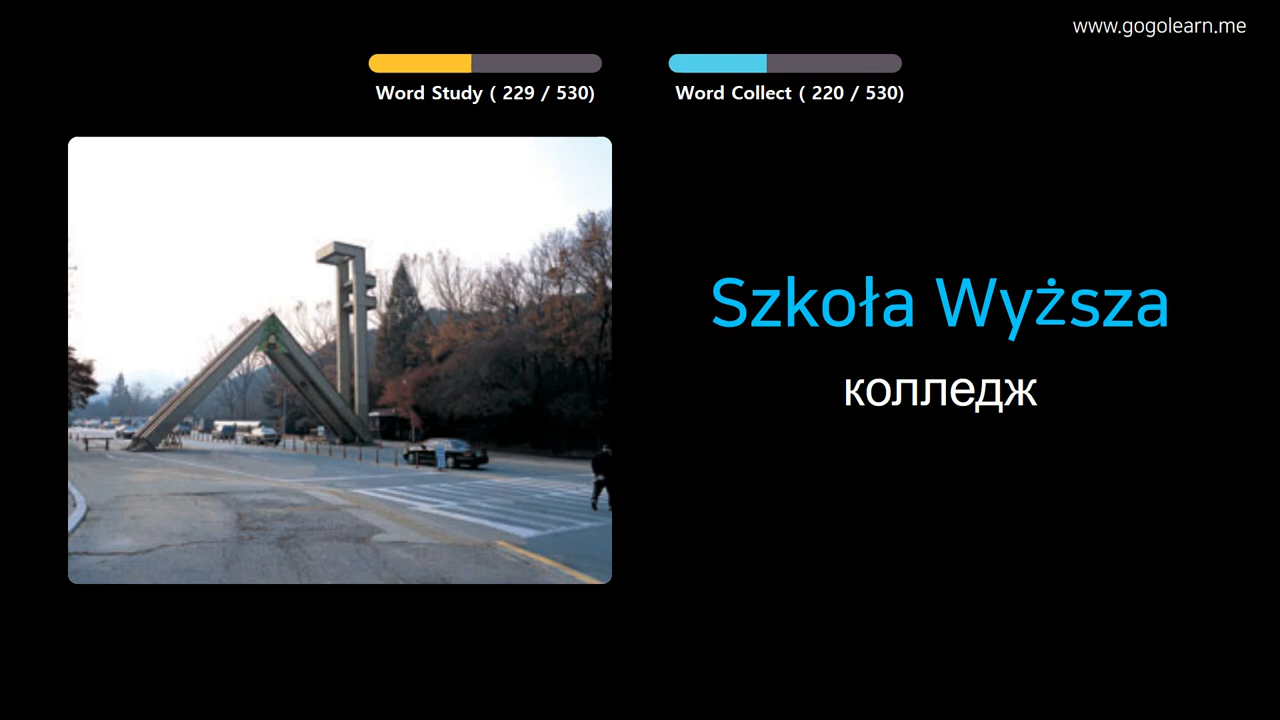 www.gogolearn.me
Word Study ( 229 / 530)
Word Collect ( 220 / 530)
Szkoła Wyższa
колледж